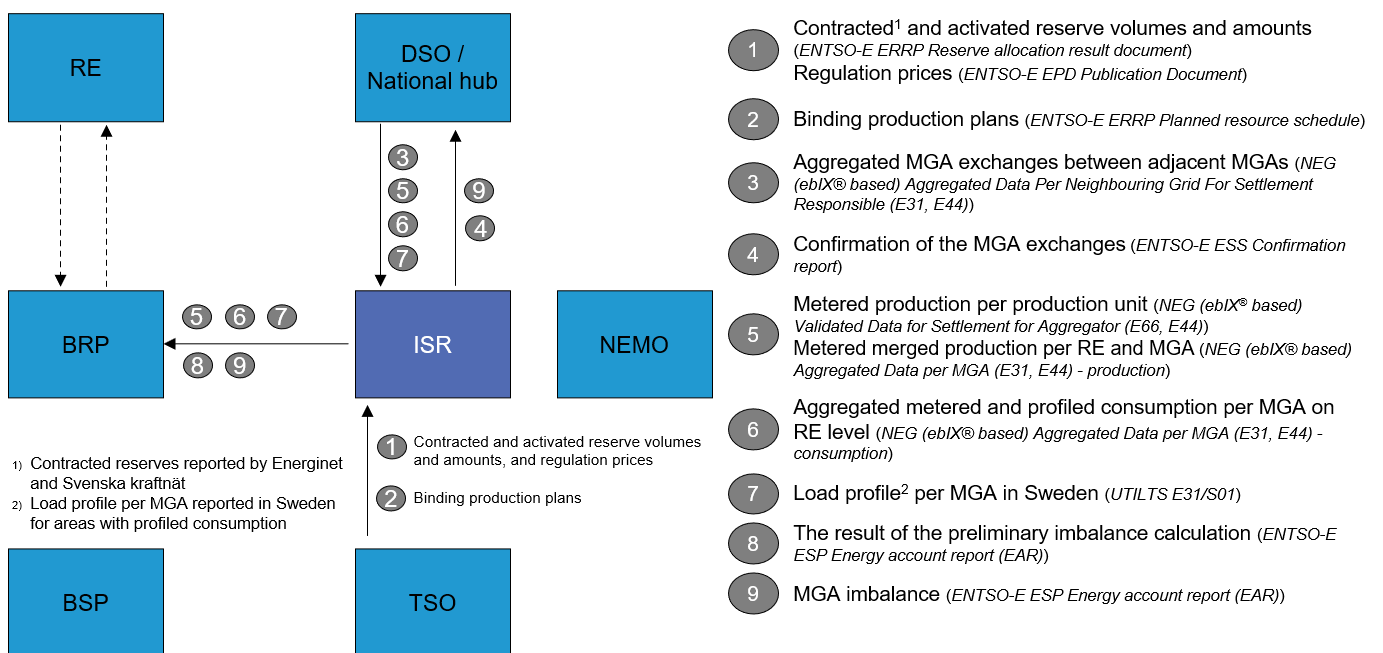 RE
DSO /
National hub
3
5
6
7
9
4
BRP
5 6 7
8 9
ISR
NEMO
1 Contracted and activated reserve volumes
and amounts, and regulation prices
2 Binding production plans
1) Contracted reserves reported by Energinet
and Svenska kraftnät
2) Load profile per MGA reported in Sweden
for areas with profiled consumption
BSP
TSO
1 Contracted¹ and activated reserve volumes and amounts
(ENTSO-E ERRP Reserve allocation result document)
Regulation prices (ENTSO-E EPD Publication Document)
2 Binding production plans (ENTSO-E ERRP Planned resource schedule)
3 Aggregated MGA exchanges between adjacent MGAs (NEG
(ebIX® based) Aggregated Data Per Neighbouring Grid For Settlement
Responsible (E31, E44))
4 Confirmation of the MGA exchanges (ENTSO-E ESS Confirmation
report)
5 Metered production per production unit (NEG (ebIX® based)
Validated Data for Settlement for Aggregator (E66, E44))
Metered merged production per RE and MGA (NEG (ebIX® based)
Aggregated Data per MGA (E31, E44) - production)
6 Aggregated metered and profiled consumption per MGA on
RE level (NEG (ebIX® based) Aggregated Data per MGA (E31, E44) -
consumption)
7 Load profile² per MGA in Sweden (UTILTS E31/S01)
8 The result of the preliminary imbalance calculation (ENTSO-E
ESP Energy account report (EAR))
9 MGA imbalance (ENTSO-E ESP Energy account report (EAR))